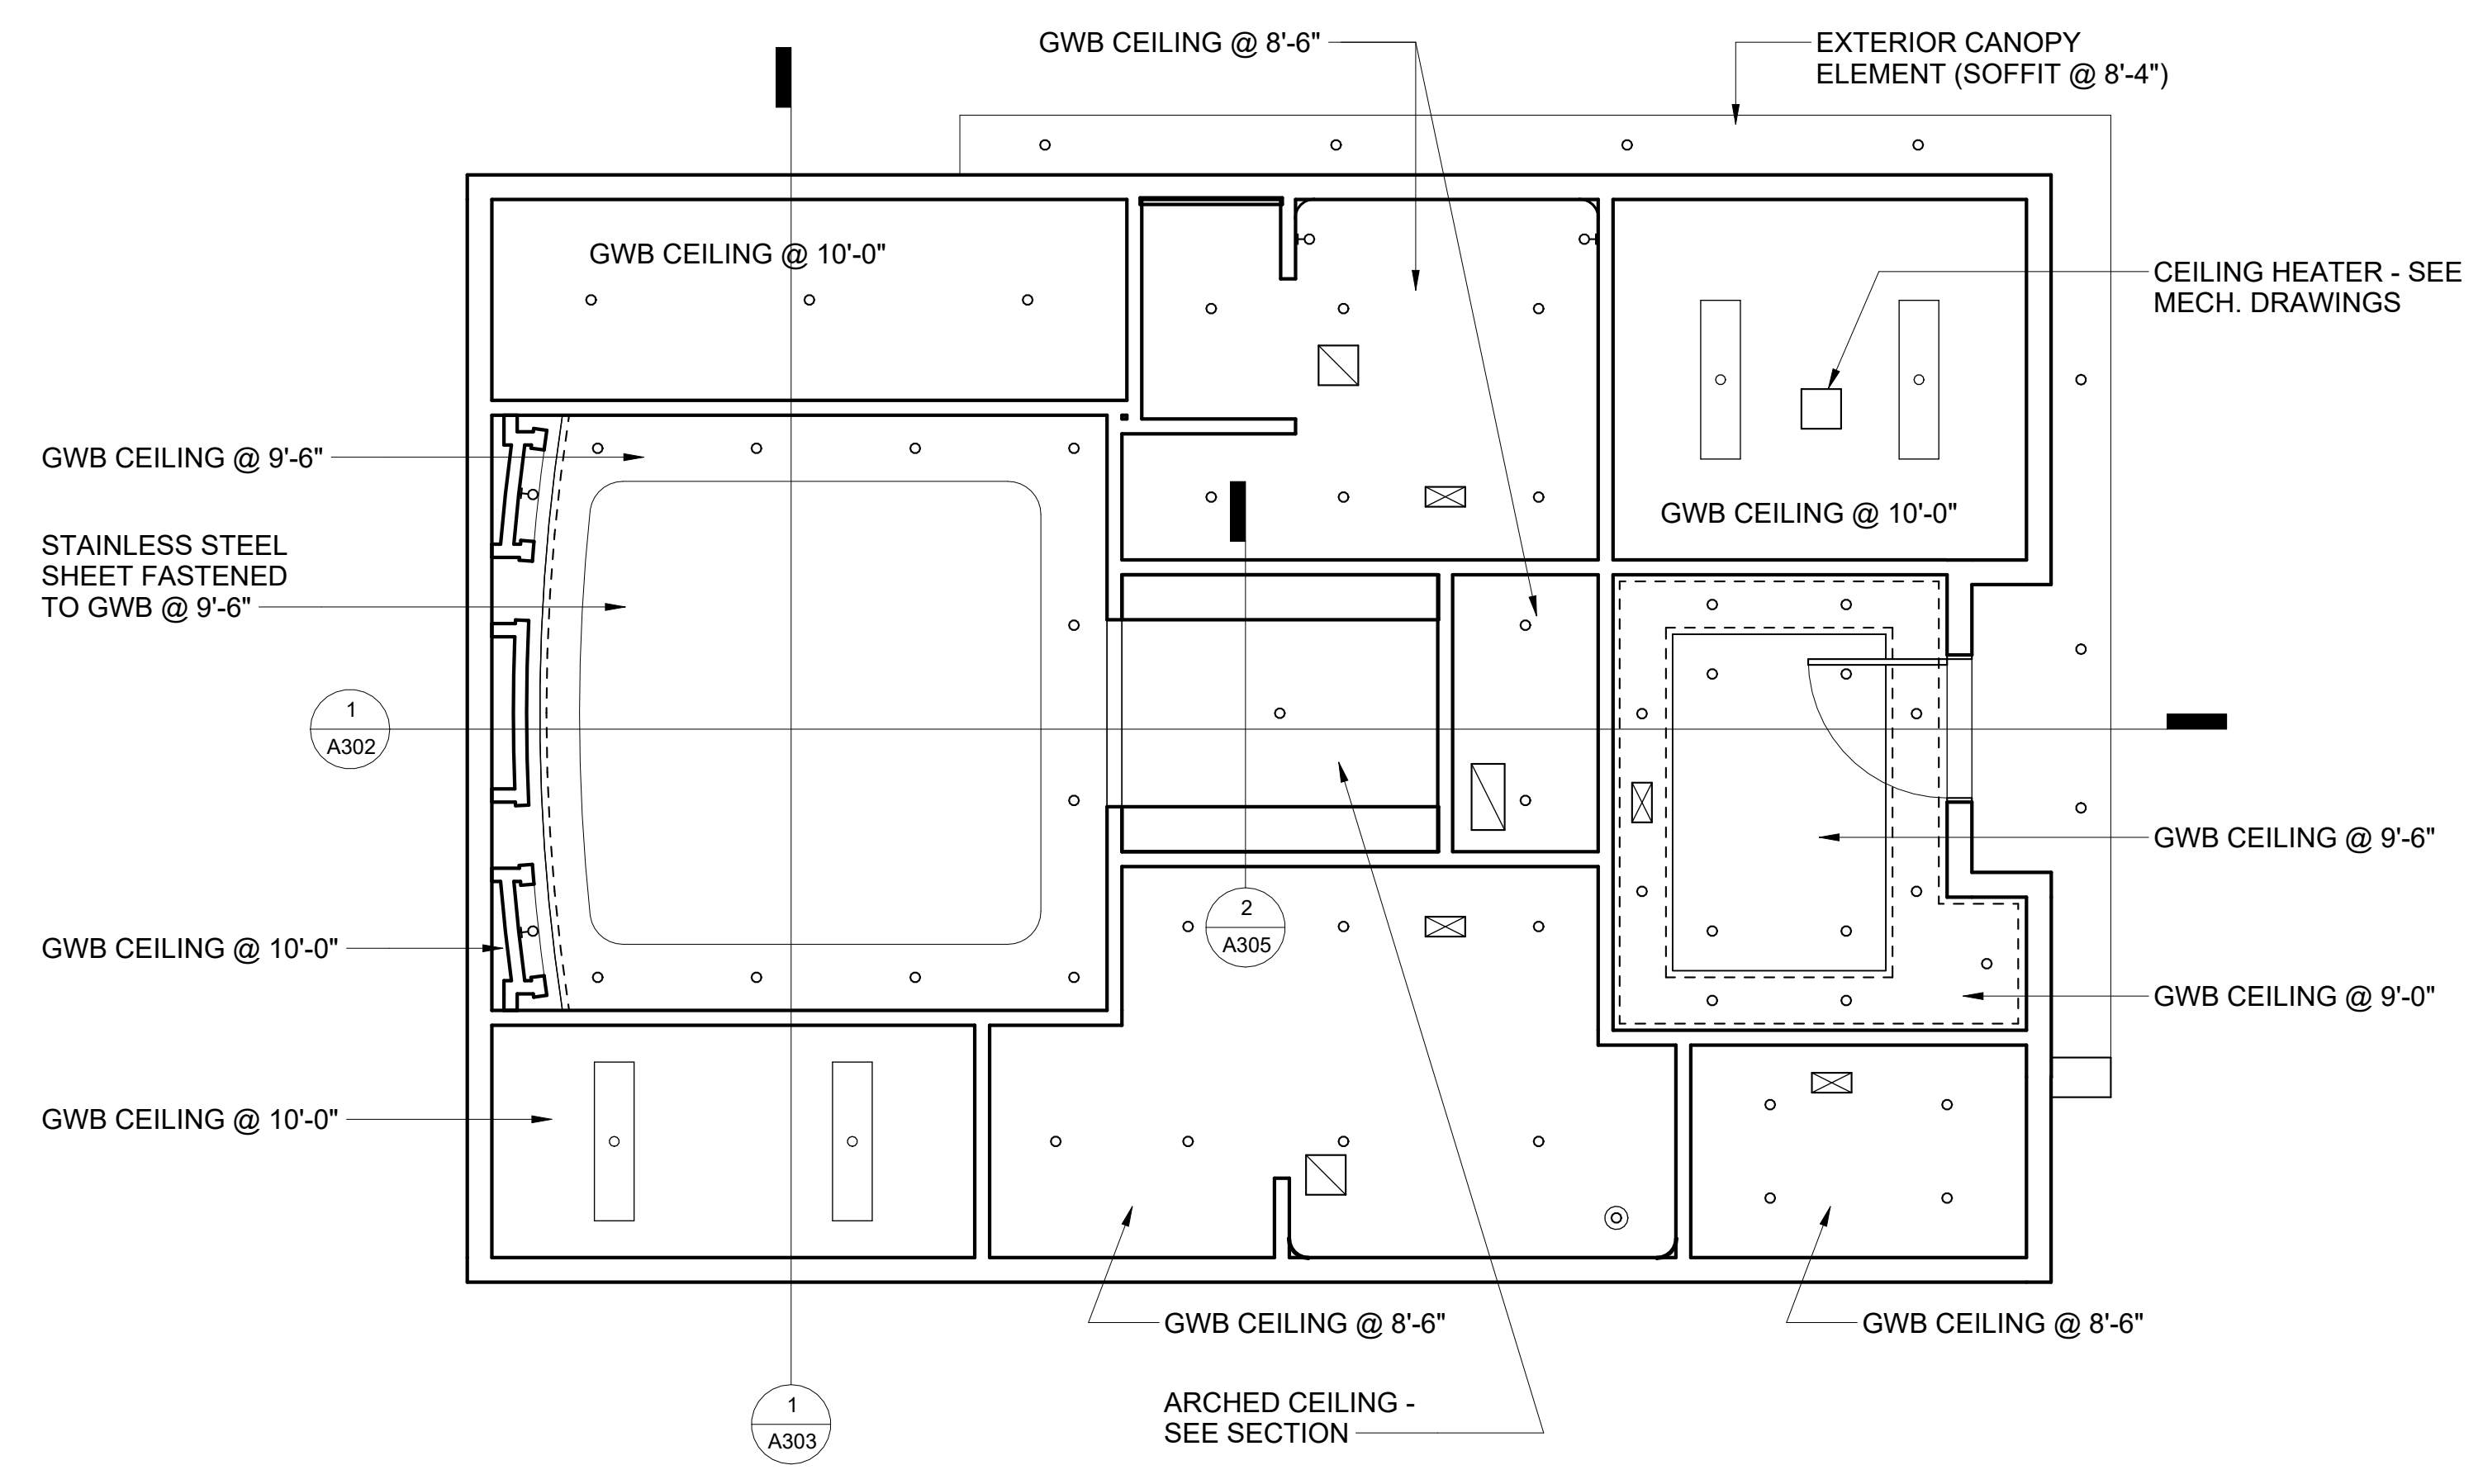 GWB CEILING @ 8'-6"
EXTERIOR CANOPY
ELEMENT (SOFFIT @ 8'-4")
GWB CEILING @ 10'-0"
CEILING HEATER - SEE
MECH. DRAWINGS
GWB CEILING @ 9'-6"
GWB CEILING @ 10'-0"
STAINLESS STEEL
SHEET FASTENED
TO GWB @ 9'-6"
1
A302
GWB CEILING @ 9'-6"
2
A305
GWB CEILING @ 10'-0"
GWB CEILING @ 9'-0"
GWB CEILING @ 10'-0"
GWB CEILING @ 8'-6"
GWB CEILING @ 8'-6"
ARCHED CEILING -
SEE SECTION
1
A303